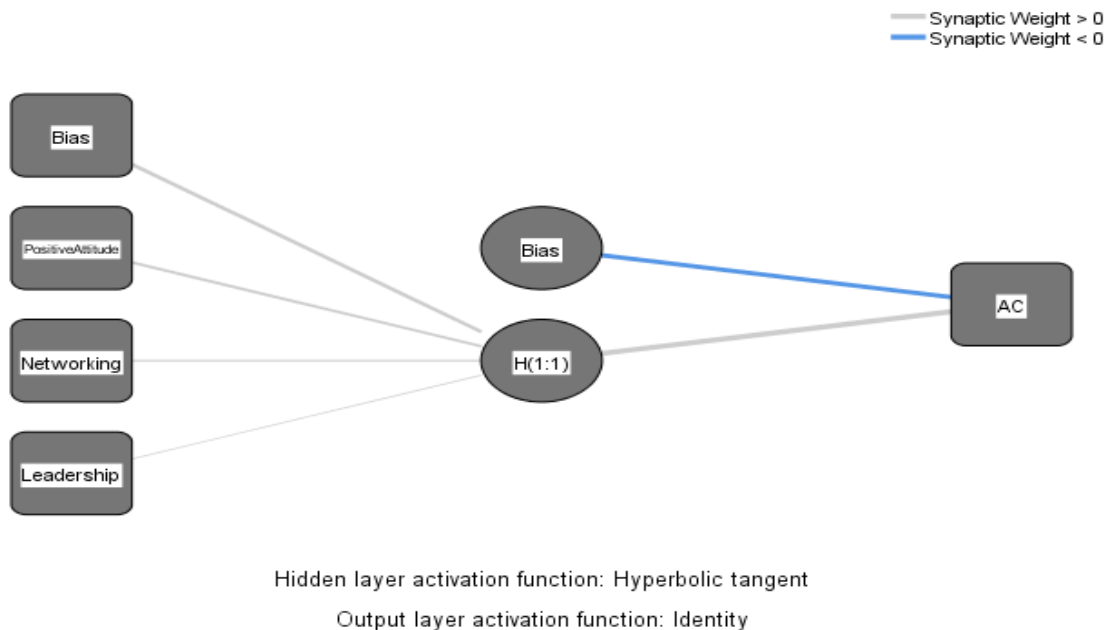 Synaptic Weight > 0
Synaptic Weight < 0
Bias
PositiveAttitude
Networking
Leadership
Bias
H(1:1)
AC
Hidden layer activation function: Hyperbolic tangent
Output layer activation function: Identity